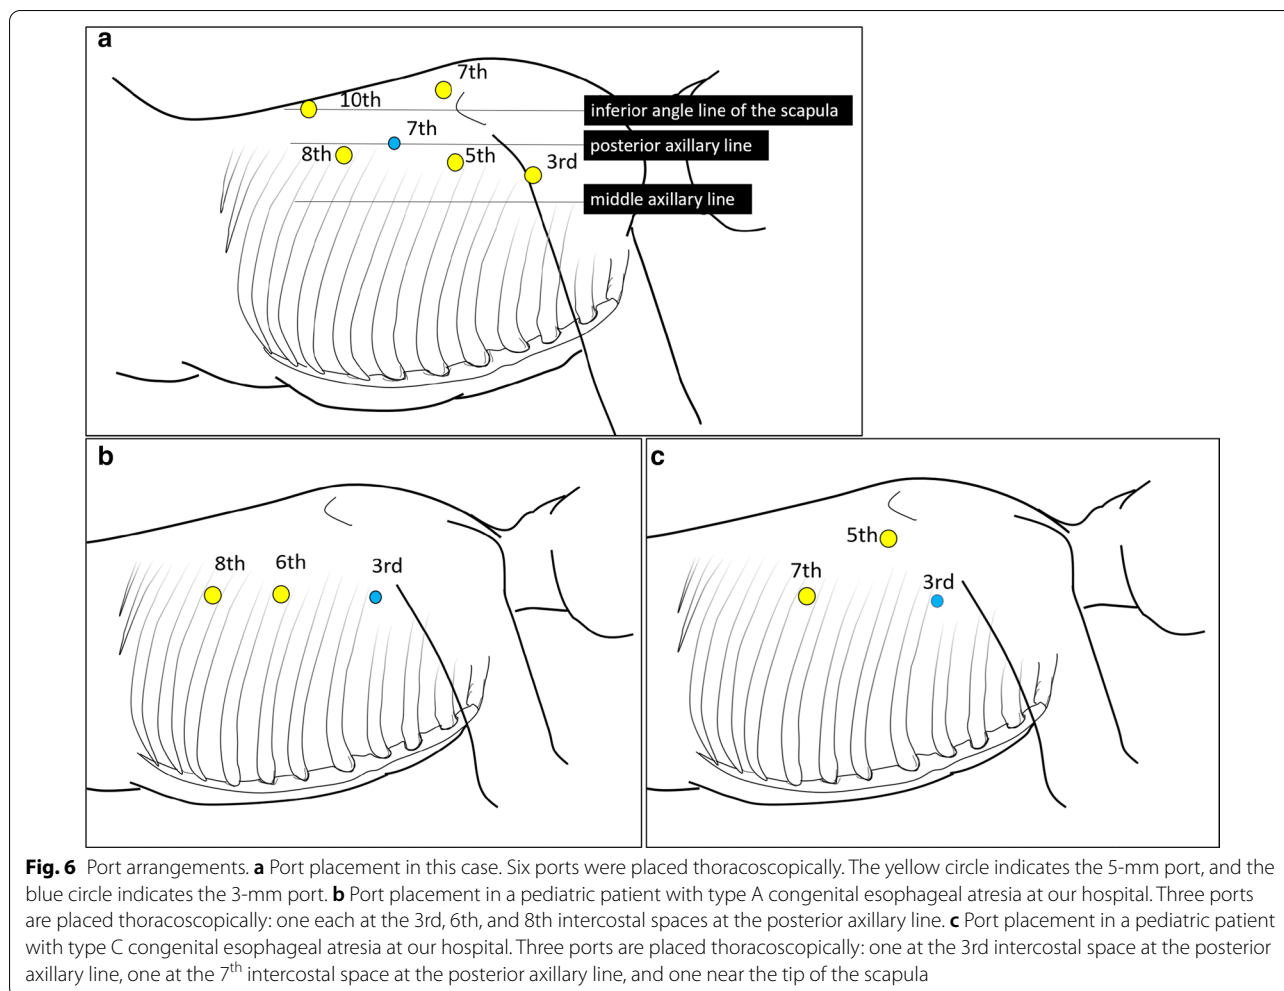 a
7th
10th
inferior angle line of the scapula
7th
posterior axillary line
8th
5th
3rd
middle axillary line
b
8th
6th
3rd
c
5th
7th
3rd
Fig. 6 Port arrangements. a Port placement in this case. Six ports were placed thoracoscopically. The yellow circle indicates the 5-mm port, and the
blue circle indicates the 3-mm port. b Port placement in a pediatric patient with type A congenital esophageal atresia at our hospital. Three ports
are placed thoracoscopically: one each at the 3rd, 6th, and 8th intercostal spaces at the posterior axillary line. c Port placement in a pediatric patient
with type C congenital esophageal atresia at our hospital. Three ports are placed thoracoscopically: one at the 3rd intercostal space at the posterior
axillary line, one at the 7th intercostal space at the posterior axillary line, and one near the tip of the scapula